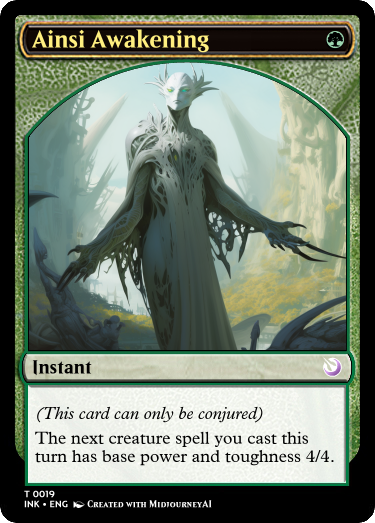 Ainsi Awakening
Instant
(This card can only be conjured)
The next creature spell you cast this
turn has base power and toughness 4/4.
T 0019
INK • ENG Created with MidjourneyAI